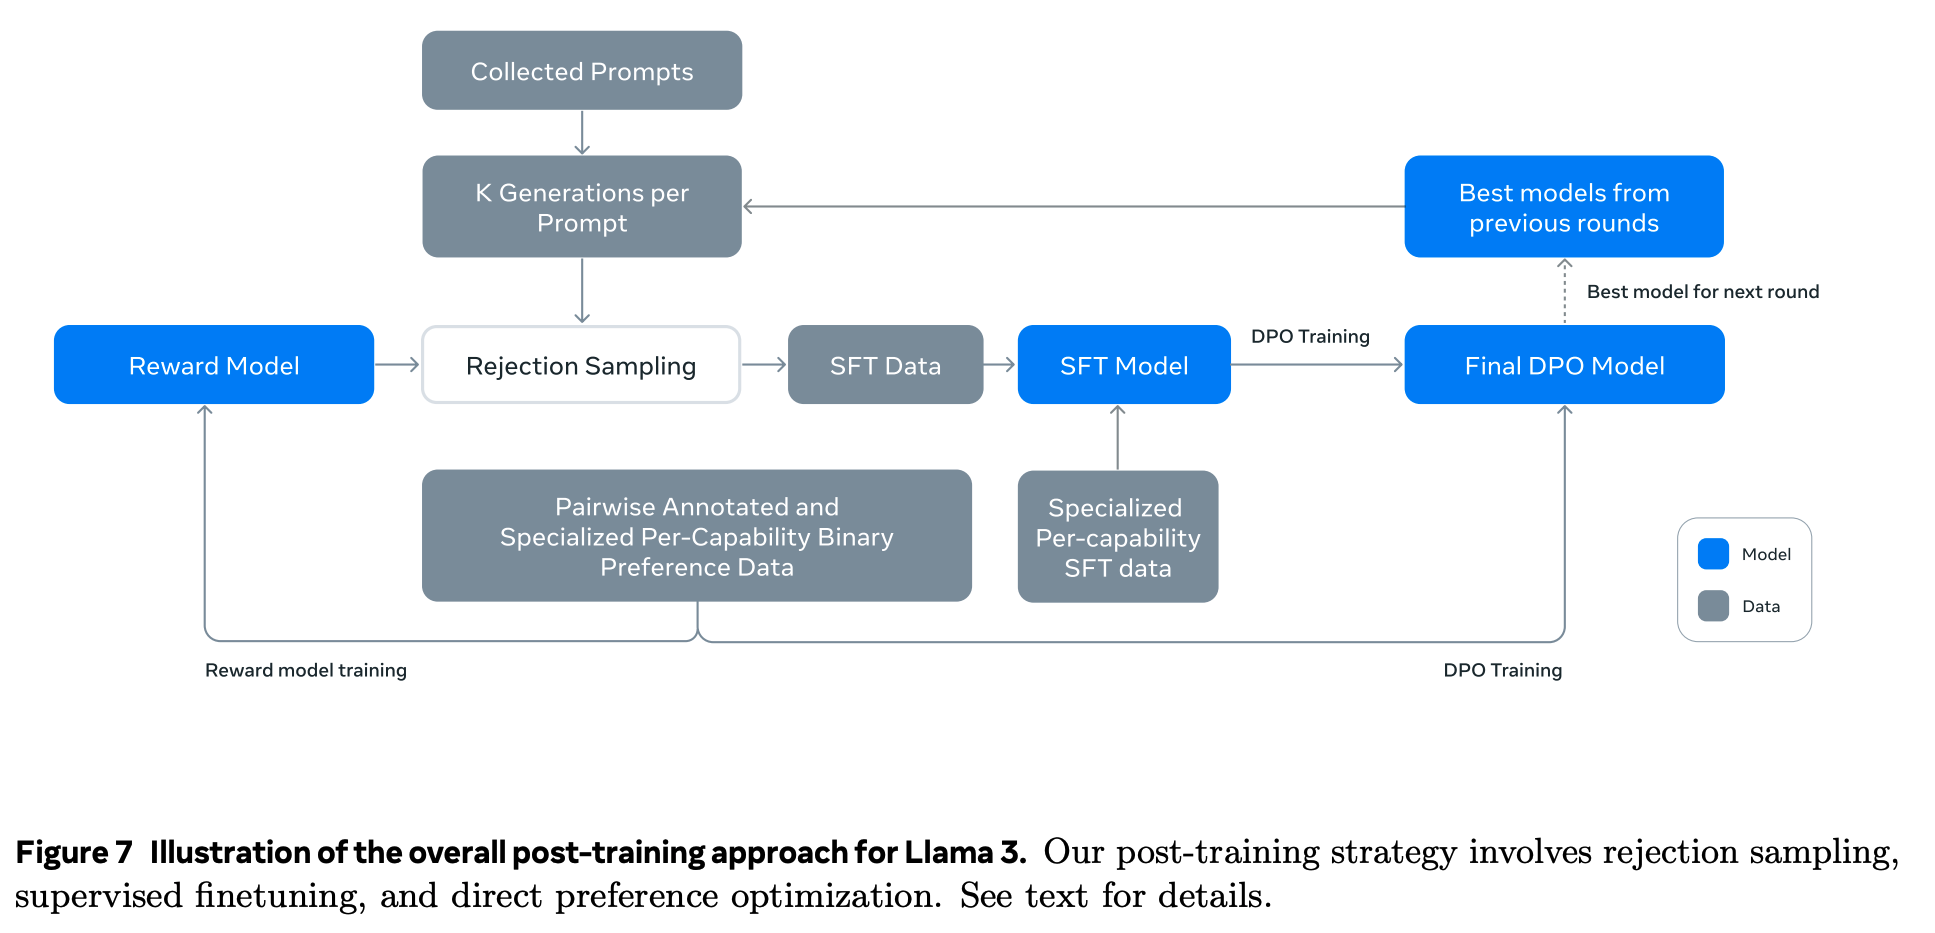 Collected Prompts
K Generations per
Prompt
Best models from
previous rounds
Best model for next round
Reward Model
Rejection Sampling
SFT Data
SFT Model
DPO Training
Final DPO Model
Pairwise Annotated and
Specialized Per-Capability Binary
Preference Data
Specialized
Per-capability
SFT data
Model
Data
Reward model training
DPO Training
Figure 7 Illustration of the overall post-training approach for Llama 3. Our post-training strategy involves rejection sampling,
supervised finetuning, and direct preference optimization. See text for details.